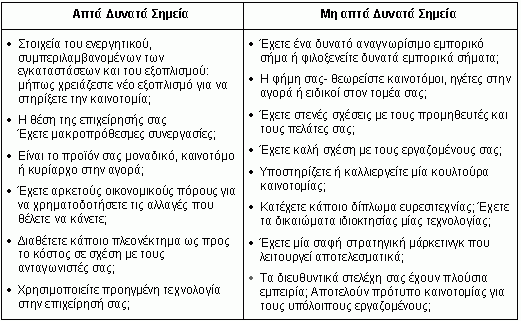 Απτά Δυνατά Σημεία
• Στοιχεία του ενεργητικού,
συμπεριλαμβανομένων των
εγκαταστάσεων και του εξοπλισμού:
μήπως χρειάζεστε νέο εξοπλισμό για να
στηρίξετε την καινοτομία;
• Η θέση της επιχείρησής σας
Έχετε μακροπρόθεσμες συνεργασίες;
• Είναι το προϊόν σας μοναδικό, καινοτόμο
ή κυρίαρχο στην αγορά;
• Έχετε αρκετούς οικονομικούς πόρους για
να χρηματοδοτήσετε τις αλλαγές που
θέλετε να κάνετε;
• Διαθέτετε κάποιο πλεονέκτημα ως προς
το κόστος σε σχέση με τους
ανταγωνιστές σας;
• Χρησιμοποιείτε προηγμένη τεχνολογία
στην επιχείρησή σας;
Μη απτά Δυνατά Σημεία
• Έχετε ένα δυνατό αναγνωρίσιμο εμπορικό
σήμα ή φιλοξενείτε δυνατά εμπορικά σήματα;
• Η φήμη σας- θεωρείστε καινοτόμοι, ηγέτες στην
αγορά ή ειδικοί στον τομέα σας;
• Έχετε στενές σχέσεις με τους προμηθευτές και
τους πελάτες σας;
• Έχετε καλή σχέση με τους εργαζομένους σας;
• Υποστηρίζετε ή καλλιεργείτε μία κουλτούρα
καινοτομίας;
• Κατέχετε κάποιο δίπλωμα ευρεσιτεχνίας; Έχετε
τα δικαιώματα ιδιοκτησίας μίας τεχνολογίας;
• Έχετε μία σαφή στρατηγική μάρκετινγκ που
λειτουργεί αποτελεσματικά;
• Τα διευθυντικά στελέχη σας έχουν πλούσια
εμπειρία; Αποτελούν πρότυπο καινοτομίας για
τους υπόλοιπους εργαζομένους;